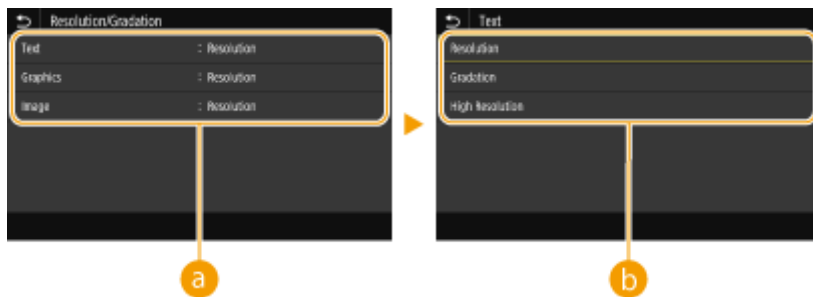 Resolution/Gradation
Text : Resolution
Graphics : Resolution
Image : Resolution
a
Text
Resolution
Gradation
High Resolution
b